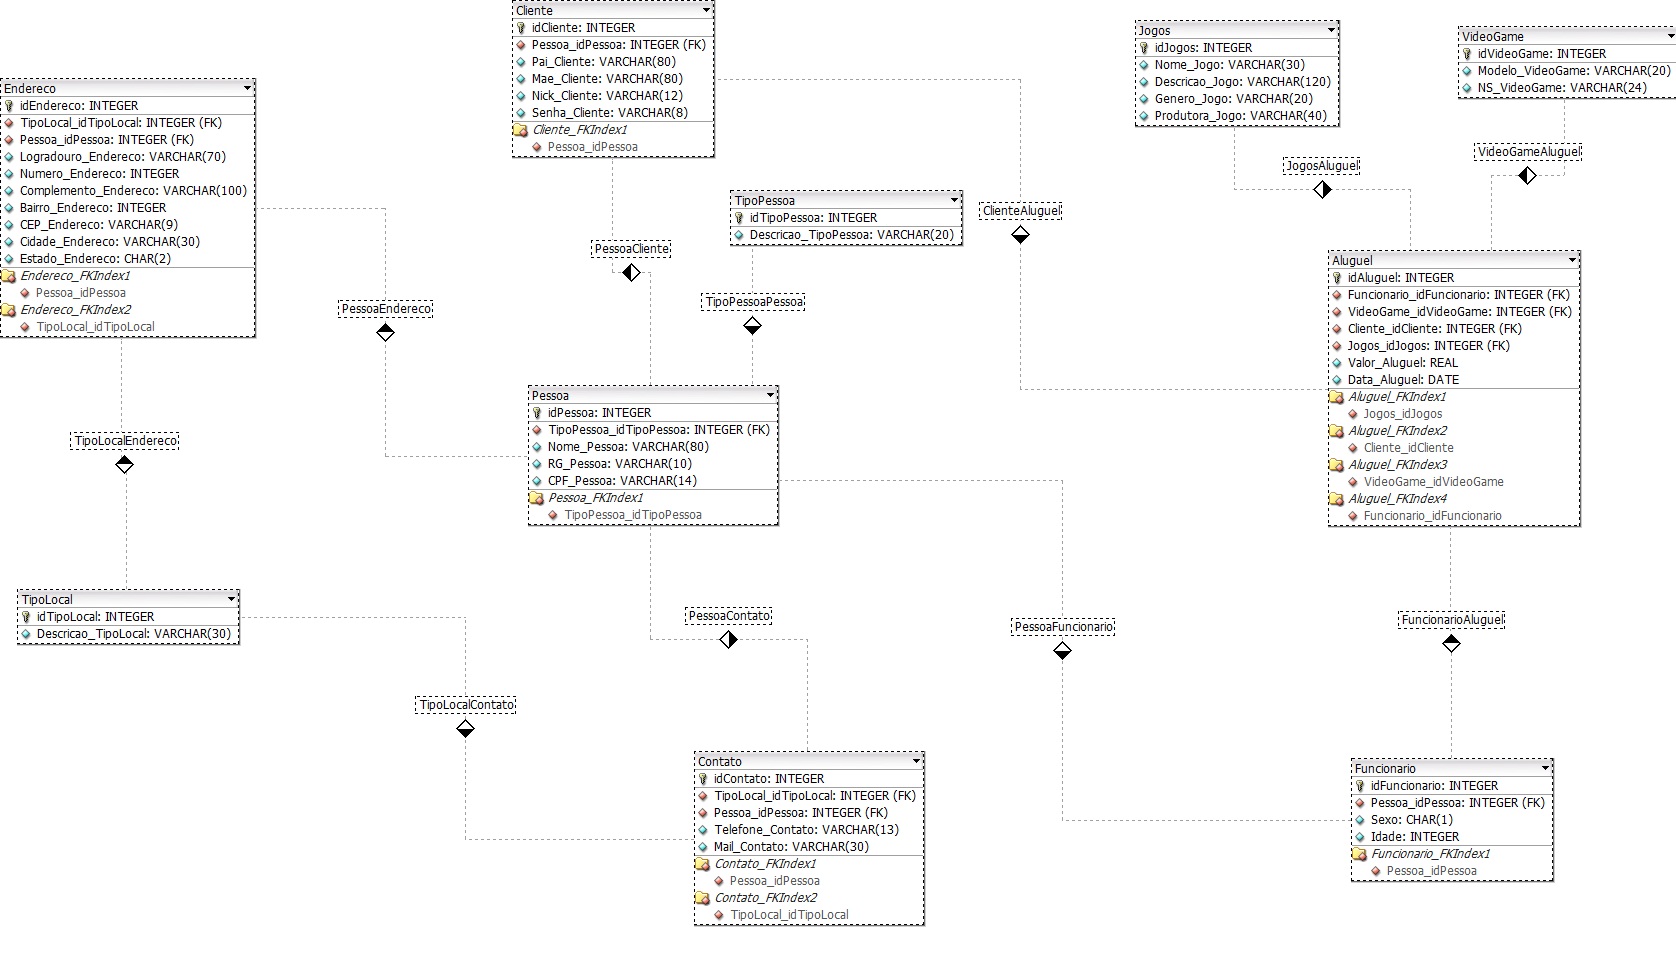 Cliente
idCliente: INTEGER
Pessoa_idPessoa: INTEGER (FK)
Pai_Cliente: VARCHAR(80)
Mae_Cliente: VARCHAR(80)
Nick_Cliente: VARCHAR(12)
Senha_Cliente: VARCHAR(8)
Cliente_FKIndex1
Pessoa_idPessoa
Jogos
idJogos: INTEGER
Nome_Jogo: VARCHAR(30)
Descricao_Jogo: VARCHAR(120)
Genero_Jogo: VARCHAR(20)
Produtora_Jogo: VARCHAR(40)
VideoGame
idVideoGame: INTEGER
Modelo_VideoGame: VARCHAR(20)
NS_VideoGame: VARCHAR(24)
Endereco
idEndereco: INTEGER
TipoLocal_idTipoLocal: INTEGER (FK)
Pessoa_idPessoa: INTEGER (FK)
Logradouro_Endereco: VARCHAR(70)
Numero_Endereco: INTEGER
Complemento_Endereco: VARCHAR(100)
Bairro_Endereco: INTEGER
CEP_Endereco: VARCHAR(9)
Cidade_Endereco: VARCHAR(30)
Estado_Endereco: CHAR(2)
Endereco_FKIndex1
Pessoa_idPessoa
Endereco_FKIndex2
TipoLocal_idTipoLocal
VideoGameAluguel
JogosAluguel
TipoPessoa
idTipoPessoa: INTEGER
Descricao_TipoPessoa: VARCHAR(20)
ClienteAluguel
PessoaCliente
TipoPessoaPessoa
PessoaEndereco
Aluguel
idAluguel: INTEGER
Funcionario_idFuncionario: INTEGER (FK)
VideoGame_idVideoGame: INTEGER (FK)
Cliente_idCliente: INTEGER (FK)
Jogos_idJogos: INTEGER (FK)
Valor_Aluguel: REAL
Data_Aluguel: DATE
Aluguel_FKIndex1
Jogos_idJogos
Aluguel_FKIndex2
Cliente_idCliente
Aluguel_FKIndex3
VideoGame_idVideoGame
Aluguel_FKIndex4
Funcionario_idFuncionario
Pessoa
idPessoa: INTEGER
TipoPessoa_idTipoPessoa: INTEGER (FK)
Nome_Pessoa: VARCHAR(80)
RG_Pessoa: VARCHAR(10)
CPF_Pessoa: VARCHAR(14)
Pessoa_FKIndex1
TipoPessoa_idTipoPessoa
TipoLocalEndereco
TipoLocal
idTipoLocal: INTEGER
Descricao_TipoLocal: VARCHAR(30)
PessoaContato
PessoaFuncionario
FuncionarioAluguel
TipoLocalContato
Contato
idContato: INTEGER
TipoLocal_idTipoLocal: INTEGER (FK)
Pessoa_idPessoa: INTEGER (FK)
Telefone_Contato: VARCHAR(13)
Mail_Contato: VARCHAR(30)
Contato_FKIndex1
Pessoa_idPessoa
Contato_FKIndex2
TipoLocal_idTipoLocal
Funcionario
idFuncionario: INTEGER
Pessoa_idPessoa: INTEGER (FK)
Sexo: CHAR(1)
Idade: INTEGER
Funcionario_FKIndex1
Pessoa_idPessoa